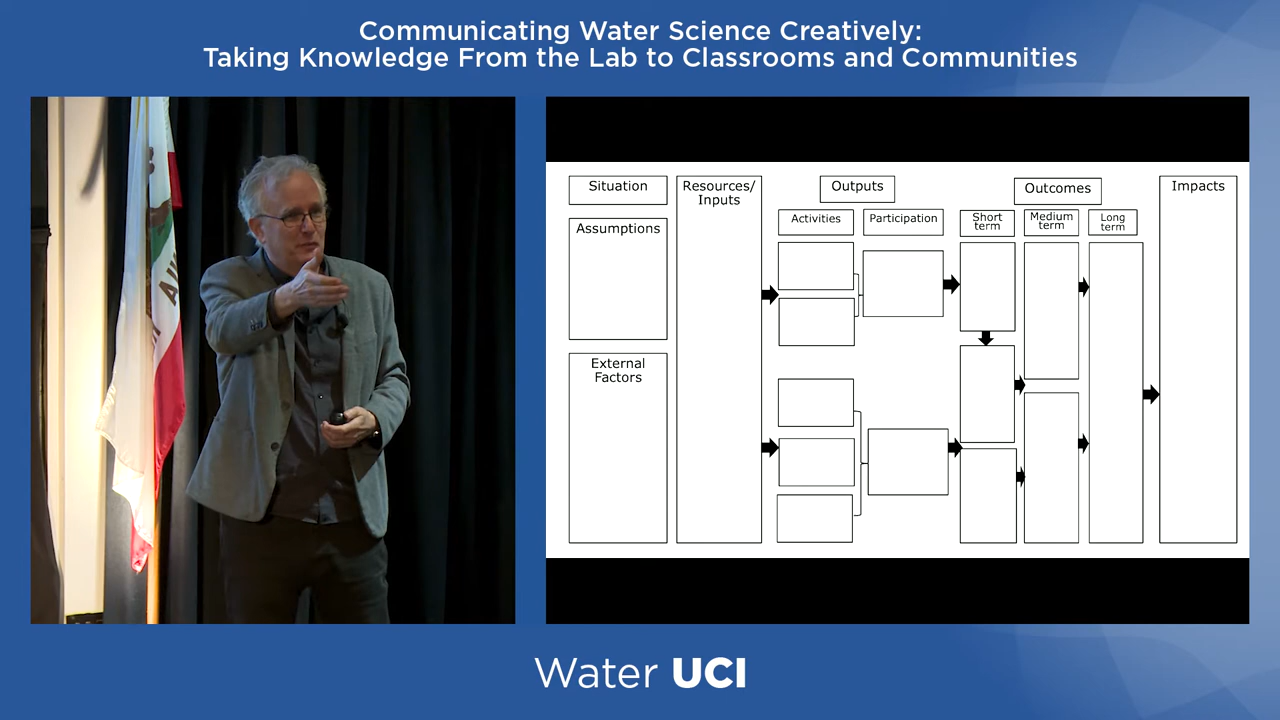 Communicating Water Science Creatively:
Taking Knowledge From the Lab to Classrooms and Communities
Situation
Assumptions
External
Factors
Resources/
Inputs
Outputs
Activities
Participation
Outcomes
Short
term
Medium
term
Long
term
Impacts
Water UCI